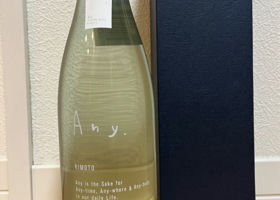 Any.
KIMOTO
Any is the Sake for
Any-time, Any-where & Any-body
in our daily Life.